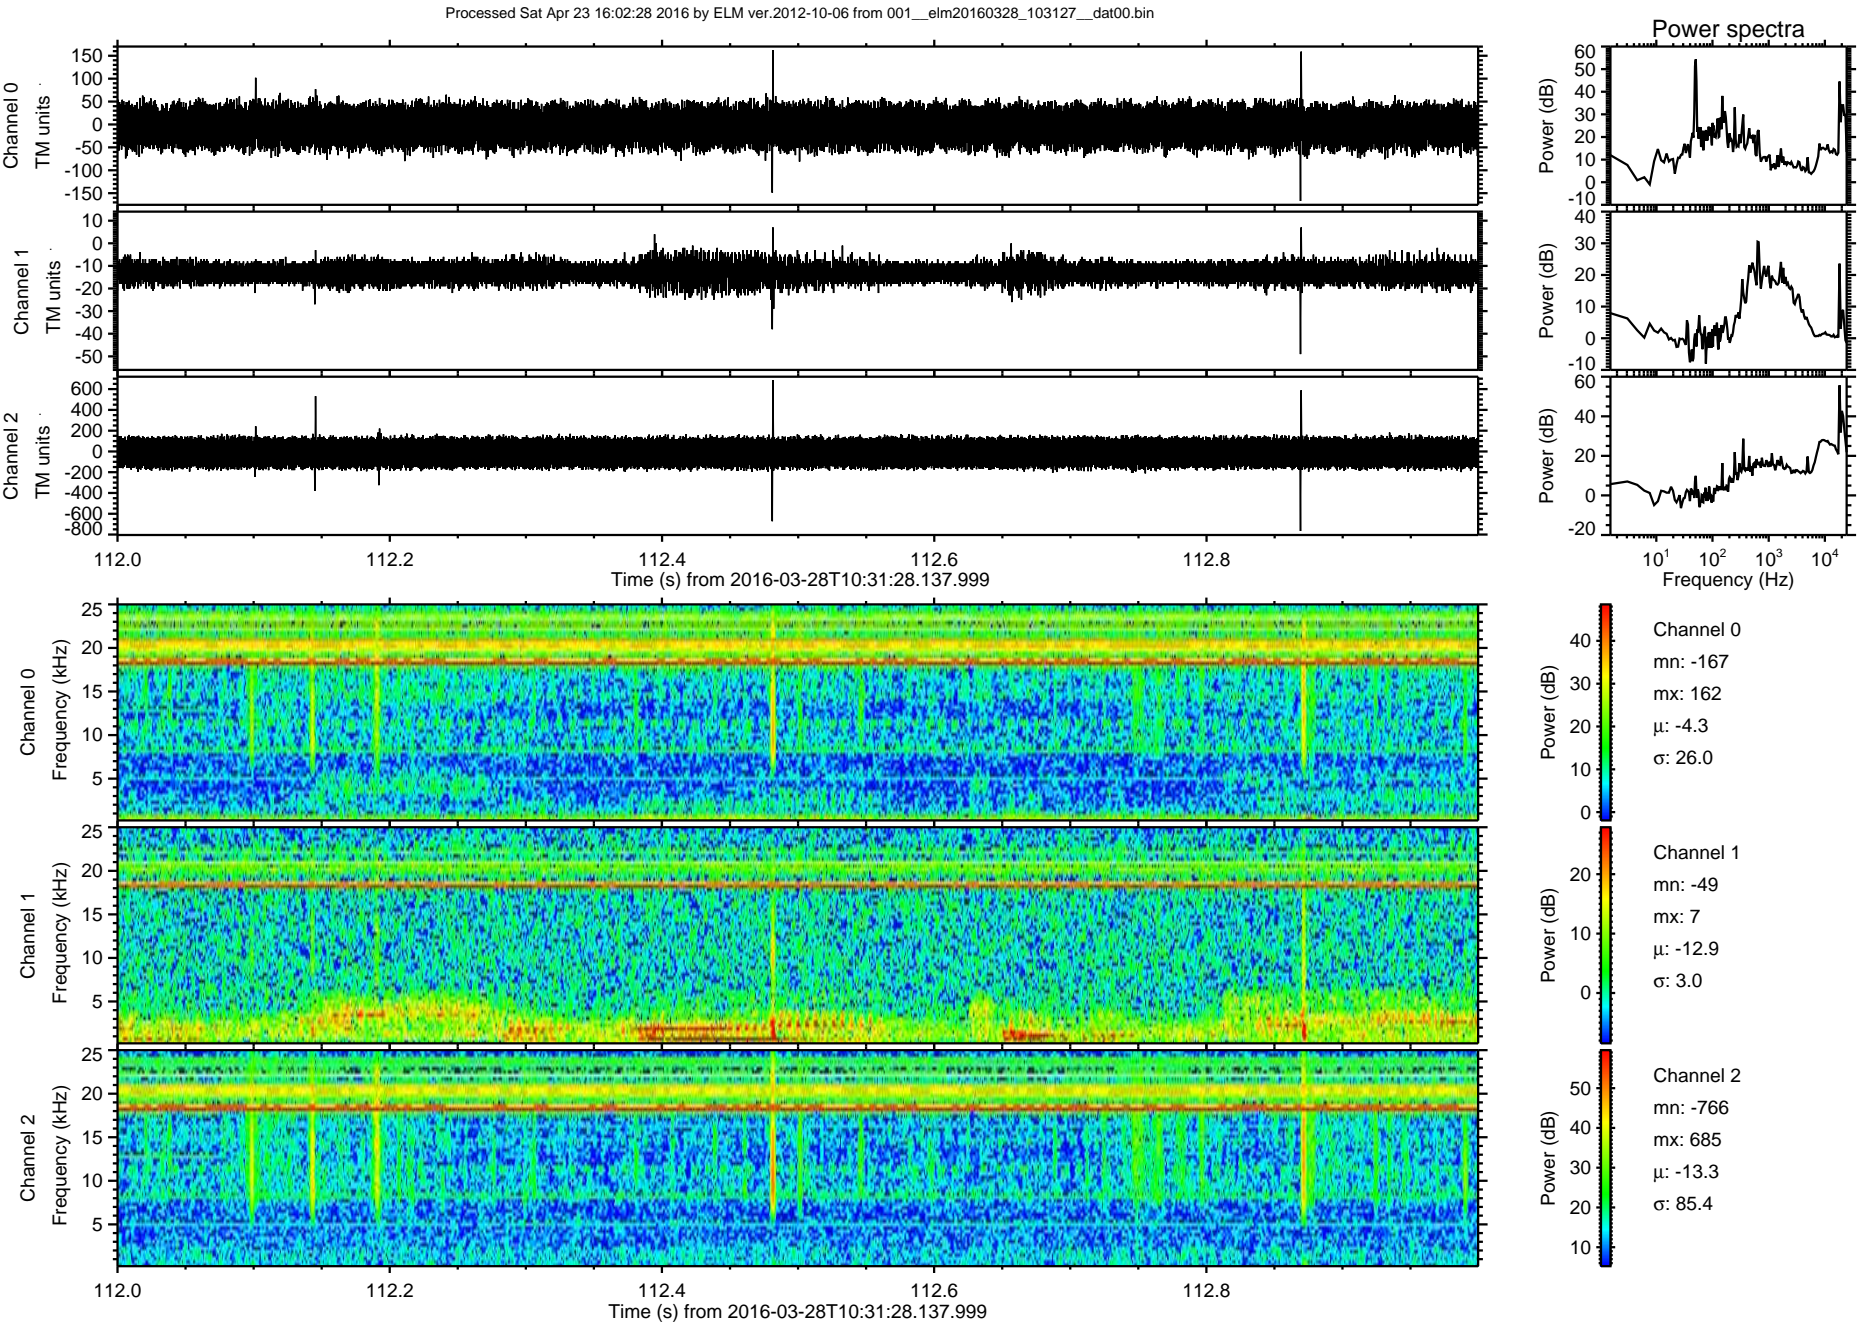 Processed Sat Apr 23 16:02:28 2016 by ELM ver.2012-10-06 from 001__elm20160328_103127__dat00.bin
Power spectra
Channel 0
TM units
150
100
50
0
-50
-100
-150
Power (dB)
60
50
40
30
20
10
0
-10
Channel 1
TM units
10
0
-10
-20
-30
-40
-50
Power (dB)
40
30
20
10
0
-10
Channel 2
TM units
600
400
200
0
-200
-400
-600
-800
Power (dB)
60
40
20
0
-20
112.0 112.2 112.4 112.6 112.8
Time (s) from 2016-03-28T10:31:28.137.999
10^1 10^2 10^3 10^4
Frequency (Hz)
Channel 0
Frequency (kHz)
25
20
15
10
5
Power (dB)
40
30
20
10
0
Channel 0
mn: -167
mx: 162
μ: -4.3
σ: 26.0
Channel 1
Frequency (kHz)
25
20
15
10
5
Power (dB)
20
10
0
Channel 1
mn: -49
mx: 7
μ: -12.9
σ: 3.0
Channel 2
Frequency (kHz)
25
20
15
10
5
Power (dB)
50
40
30
20
10
Channel 2
mn: -766
mx: 685
μ: -13.3
σ: 85.4
112.0 112.2 112.4 112.6 112.8
Time (s) from 2016-03-28T10:31:28.137.999